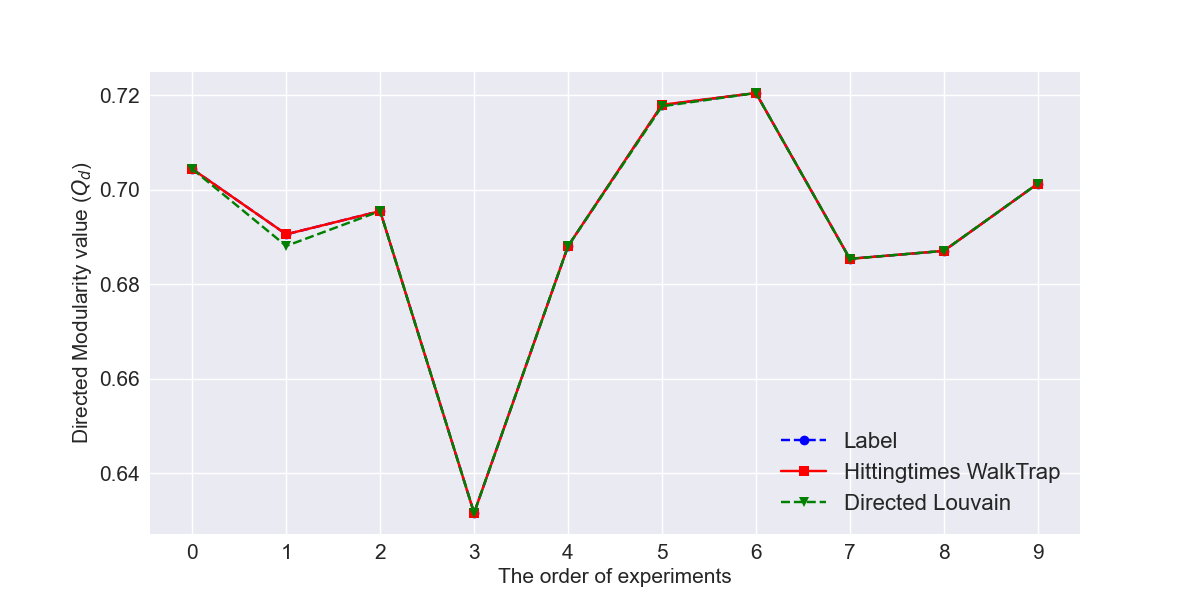 0.72
0.70
0.68
0.66
0.64
Directed Modularity value (Q_d)
Label
Hittingtimes WalkTrap
Directed Louvain
0 1 2 3 4 5 6 7 8 9
The order of experiments